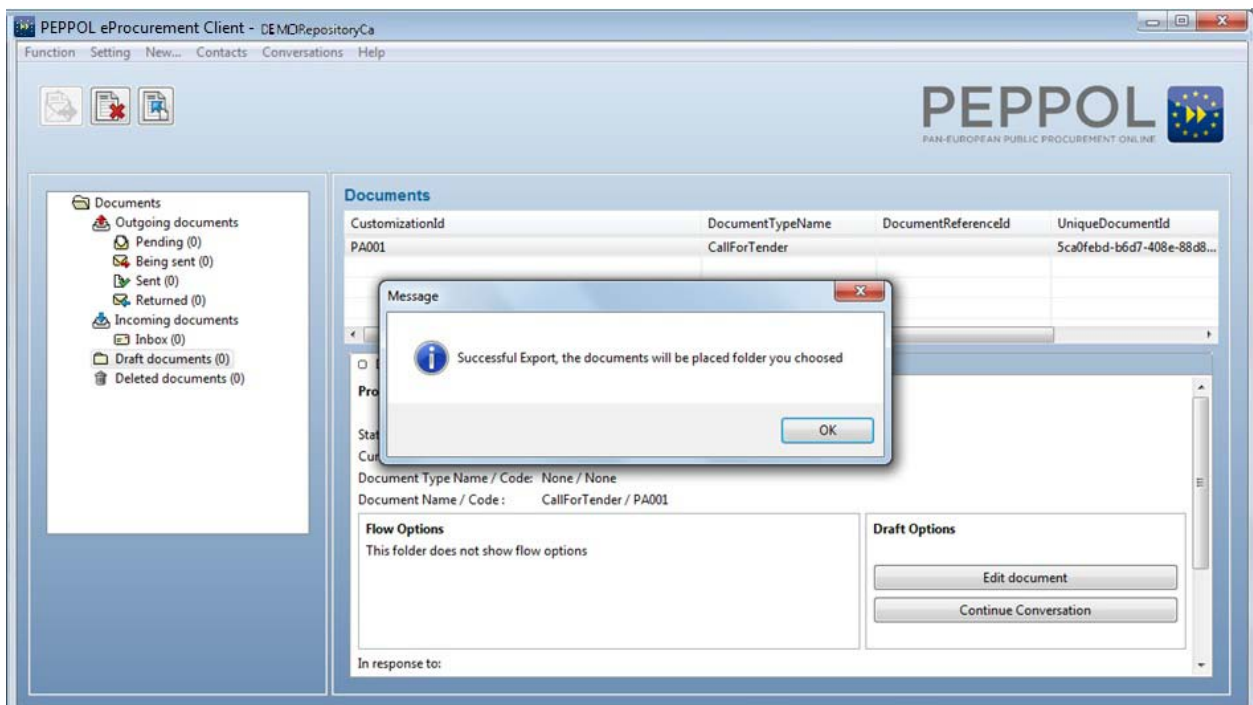 PEPPOL eProcurement Client - DEMORepositoryCa
Function Setting New... Contacts Conversations Help
PEPPOL
PAN-EUROPEAN PUBLIC PROCUREMENT ONLINE
Documents
Outgoing documents
Pending (0)
Being sent (0)
Sent (0)
Returned (0)
Incoming documents
Inbox (0)
Draft documents (0)
Deleted documents (0)
Documents
CustomizationId DocumentTypeName DocumentReferenceId UniqueDocumentId
PA001 CallForTender 5ca0febd-b6d7-408e-88d8...
Message
Successful Export, the documents will be placed folder you choosed
OK
Pro
Stat
Cur
Document Type Name / Code: None / None
Document Name / Code : CallForTender / PA001
Flow Options
This folder does not show flow options
Draft Options
Edit document
Continue Conversation
In response to: